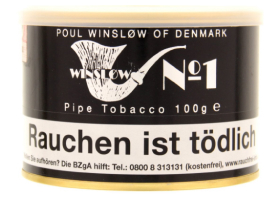 POUL WINSLØW OF DENMARK
WINSLØW
Nº1
Pipe Tobacco 100g e
Rauchen ist tödlich
Sie aufhören? Die BZgA hilft: Tel.: 0800 8 313131 (kostenfrei), www.rauchfrei